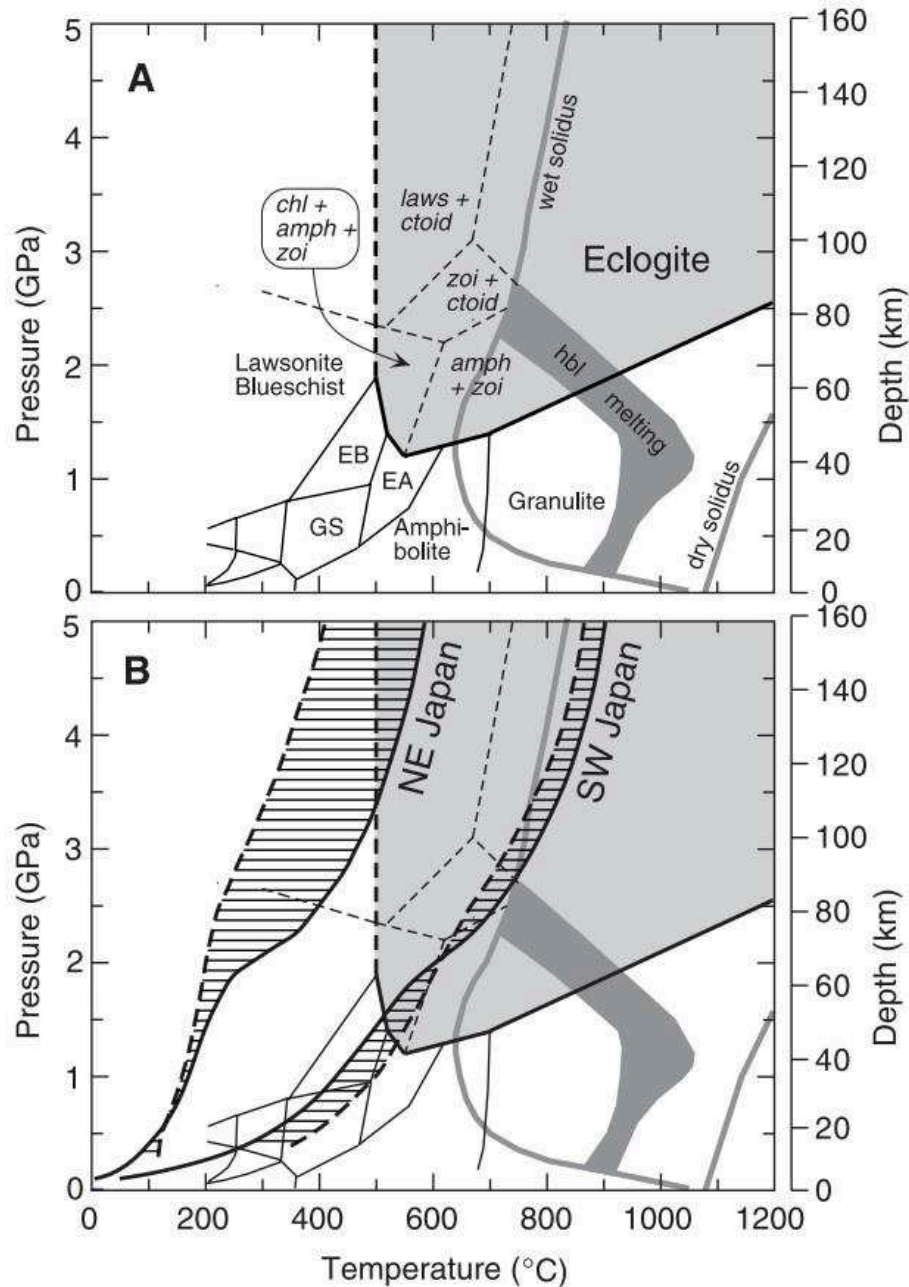 A
5
4
3
2
1
0
Pressure (GPa)
160
140
120
100
80
60
40
20
0
Depth (km)
chl +
amph +
zoi
laws +
ctoid
zoi +
ctoid
amph
+ zoi
wet solidus
Eclogite
hbl melting
dry solidus
Lawsonite
Blueschist
EB
EA
GS
Amphi-
bolite
Granulite
B
5
4
3
2
1
0
Pressure (GPa)
160
140
120
100
80
60
40
20
0
Depth (km)
NE Japan
SW Japan
0 200 400 600 800 1000 1200
Temperature (°C)